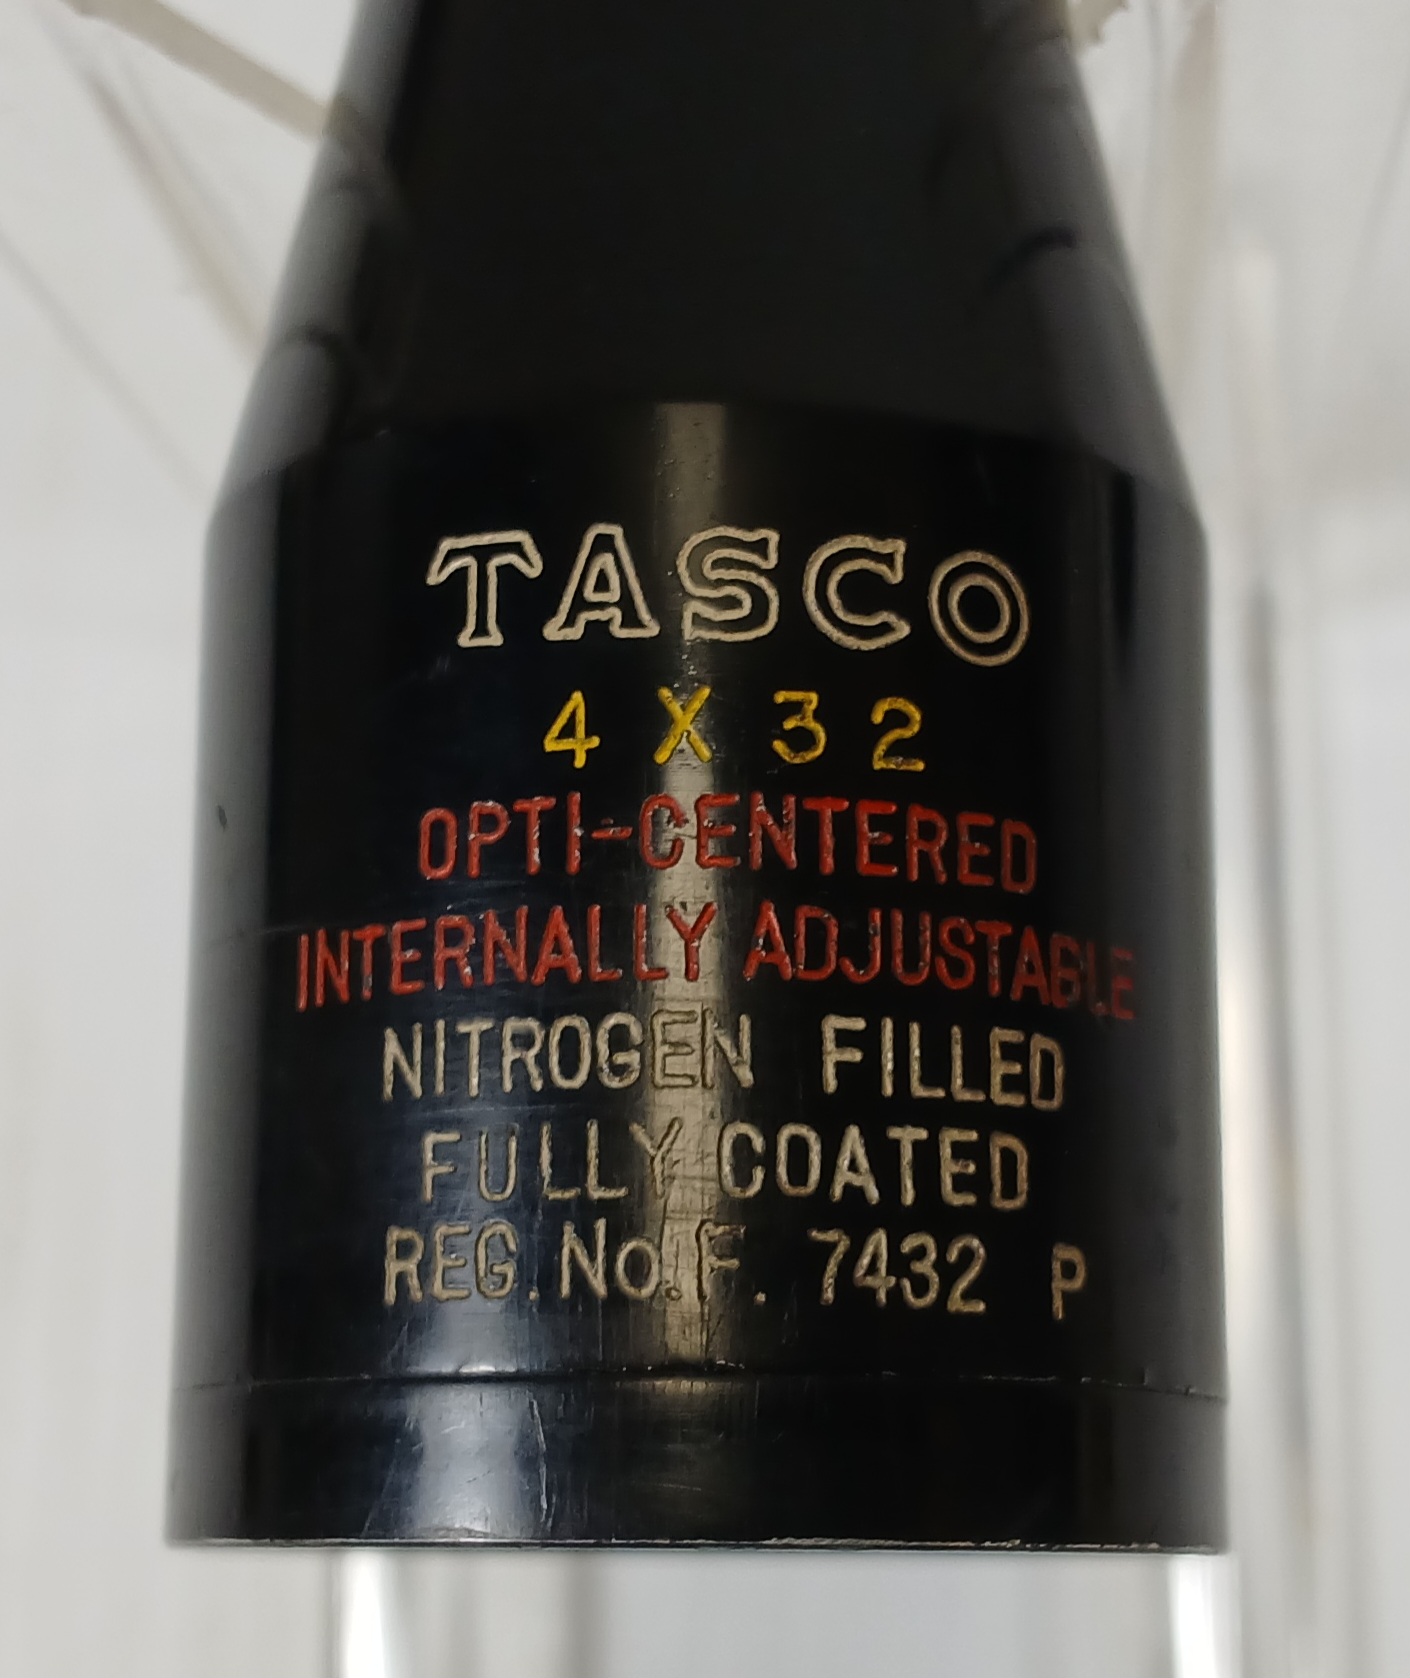 TASCO
4 X 32
OPTI-CENTERED
INTERNALLY ADJUSTABLE
NITROGEN FILLED
FULLY COATED
REG. No. F. 7432 P